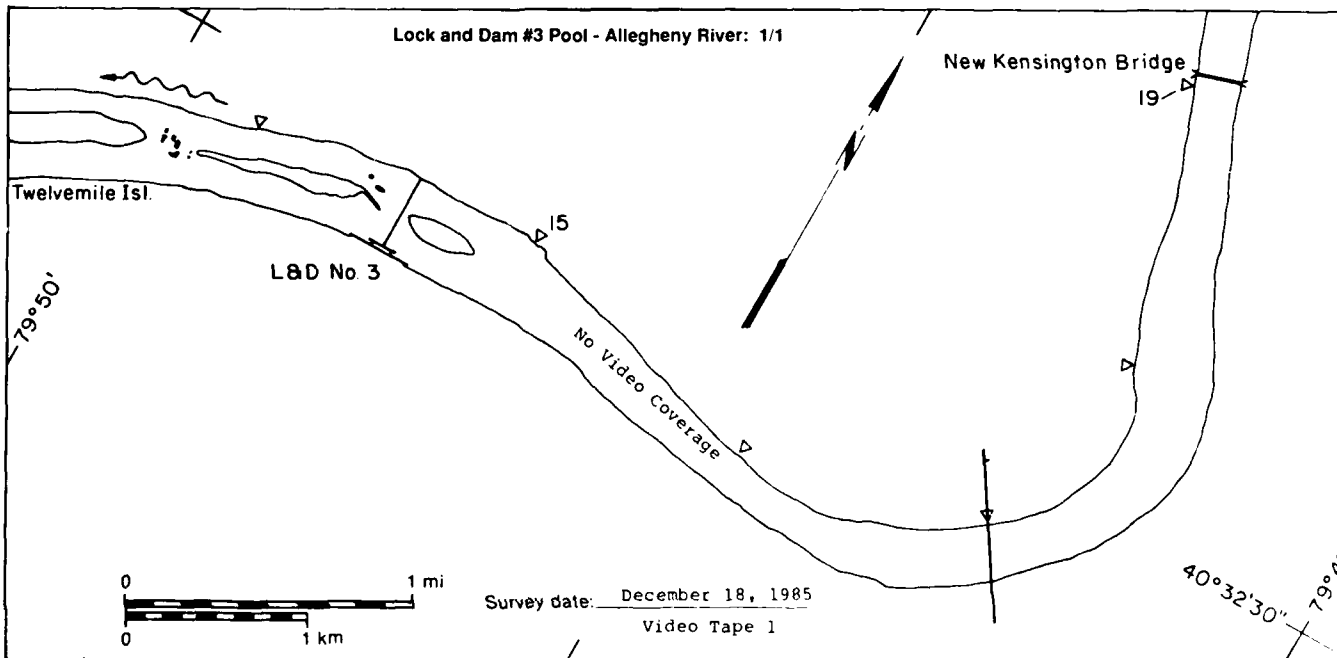 Lock and Dam #3 Pool - Allegheny River: 1/1
New Kensington Bridge
19
Twelvemile Isl.
15
L&D No. 3
79°50'
No Video Coverage
0 1 mi
0 1 km
Survey date: December 18, 1985
Video Tape 1
40°32'30"